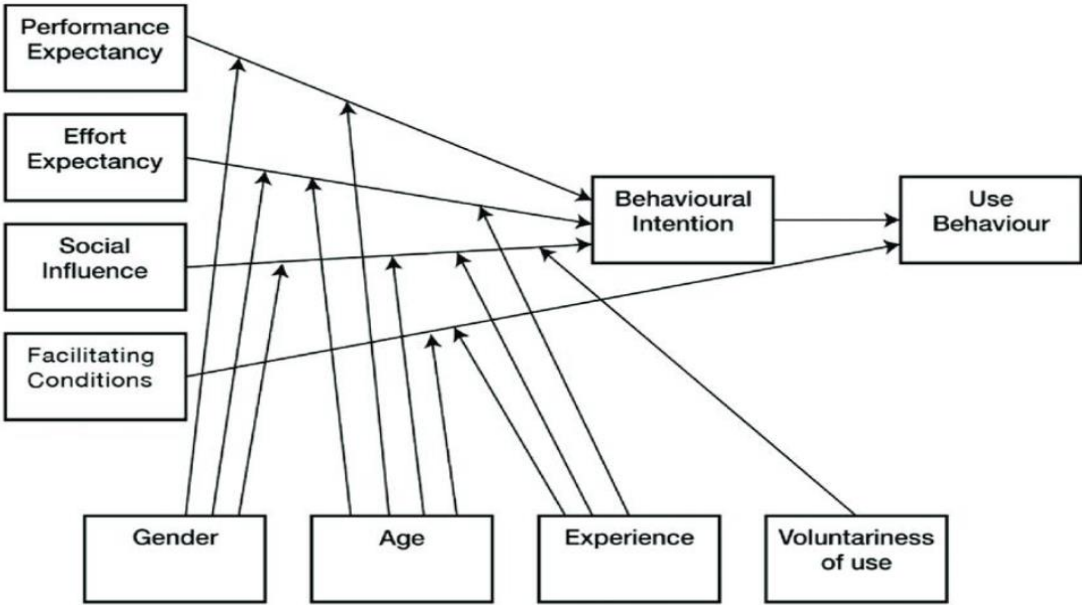 Performance
Expectancy
Effort
Expectancy
Social
Influence
Facilitating
Conditions
Behavioural
Intention
Use
Behaviour
Gender
Age
Experience
Voluntariness
of use